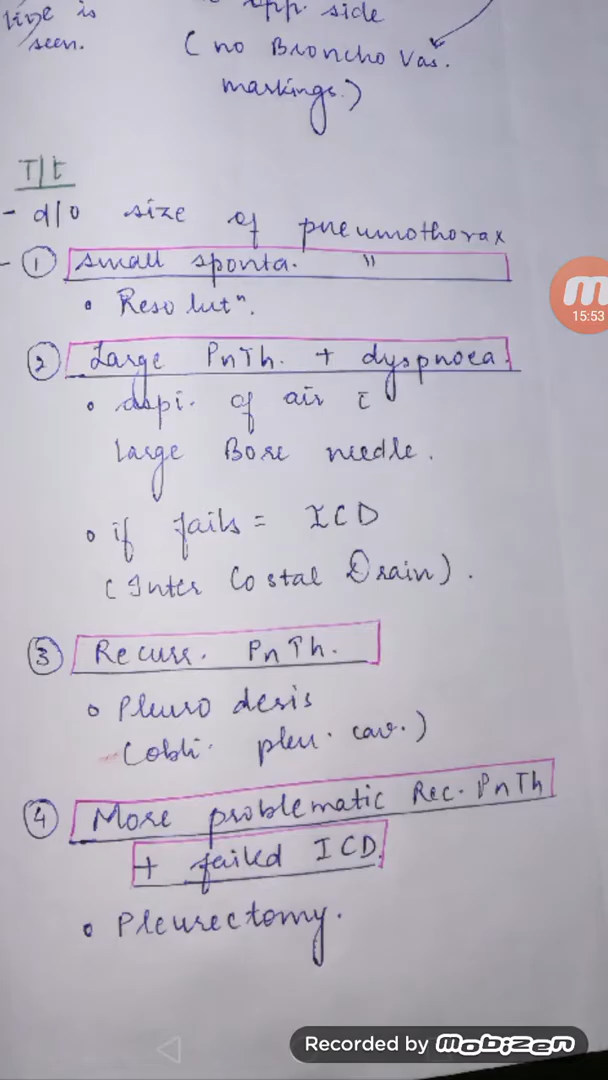 line is
seen.
opp. side
(no Broncho Vas.
markings.)
T/t
- d/o size of pneumothorax
- ① small sponta. "
• Resolutⁿ.
② Large PnTh. + dyspnoea.
• aspi. of air c̄
large Bore needle.
• if fails = ICD
(Inter Costal Drain).
③ Recurr. PnTh.
• Pleuro desis
(obli. pleu. cav.)
④ More problematic Rec. PnTh
+ failed ICD.
• Pleurectomy.
15:53
Recorded by mobizen